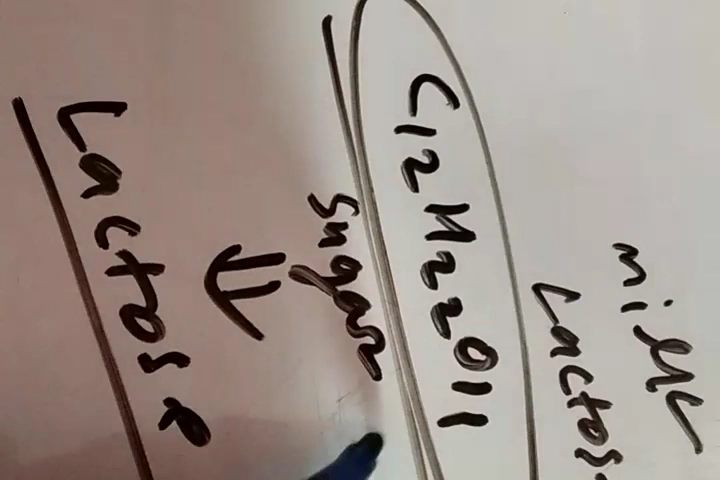 milk
Lactos
C12H22O11
sugar
⇓
Lactose